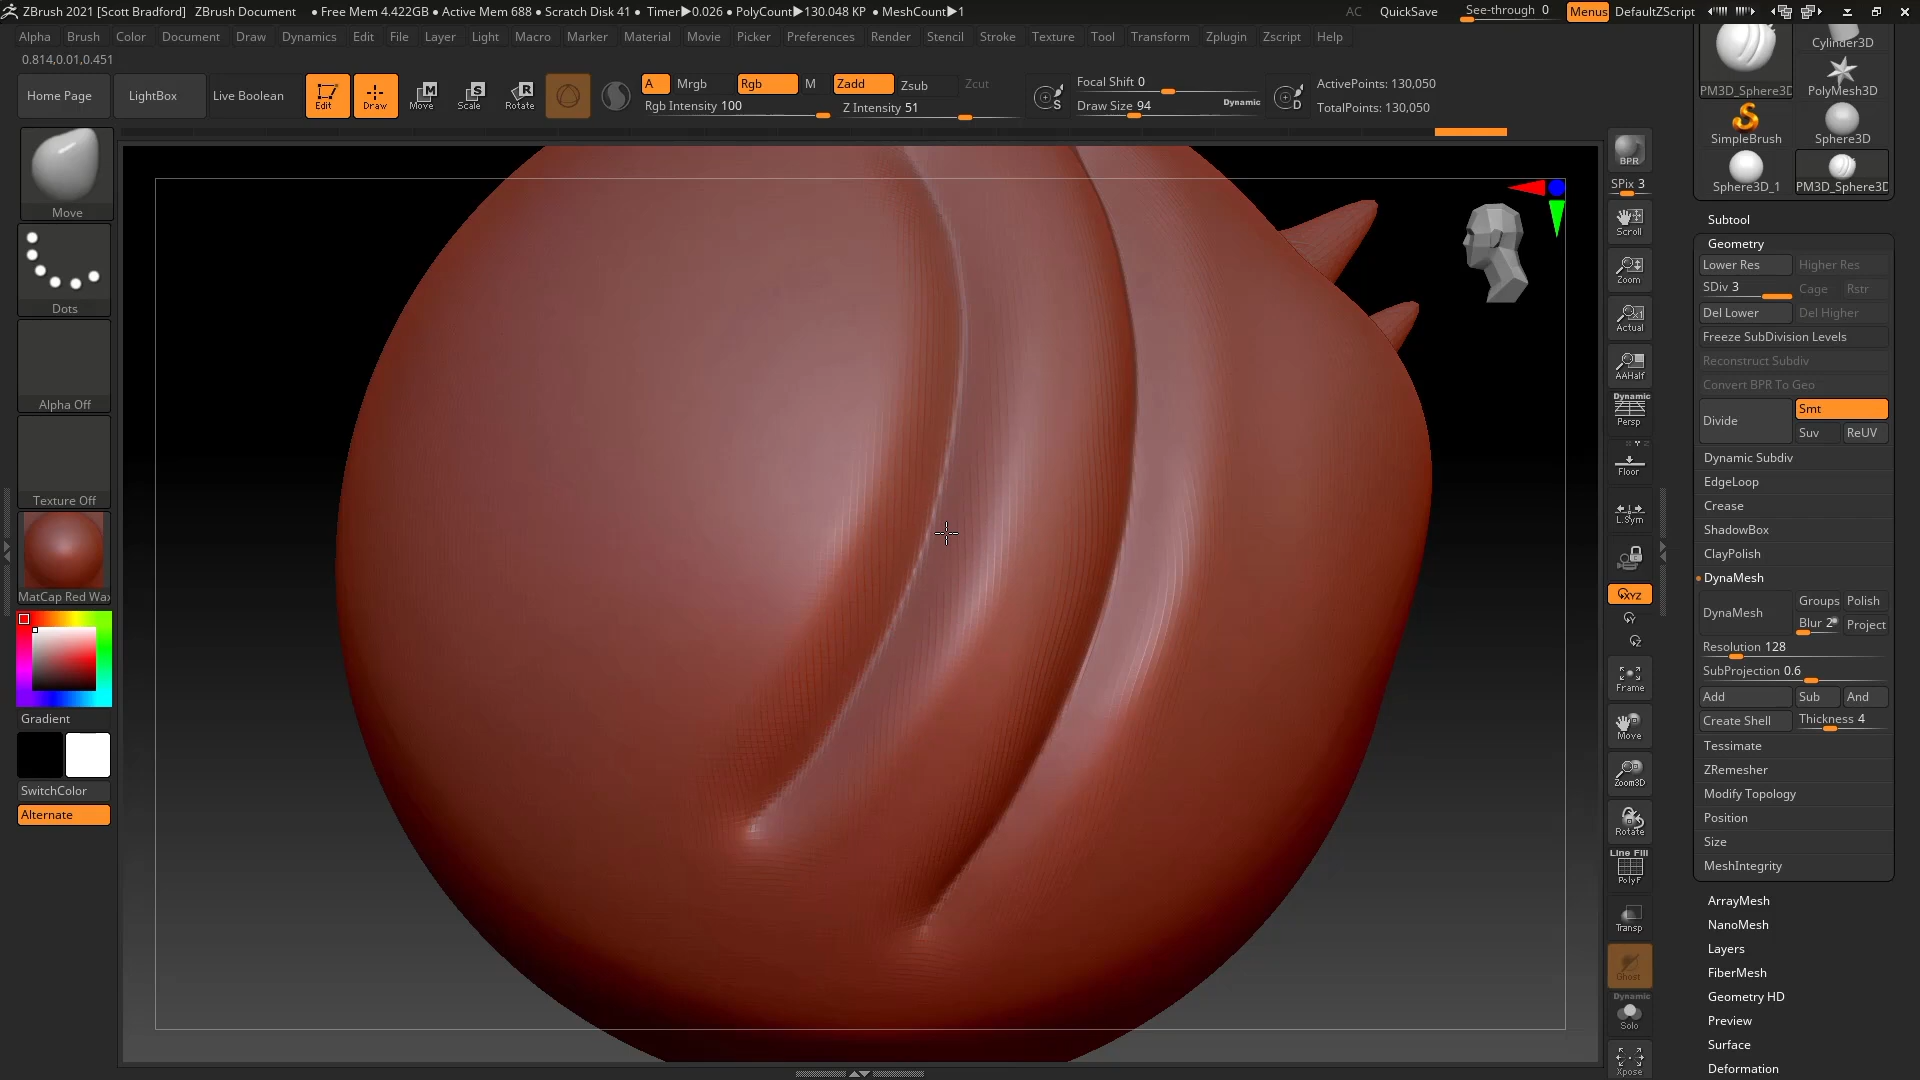 ZBrush 2021 [Scott Bradford] ZBrush Document ● Free Mem 4.422GB ● Active Mem 688 ● Scratch Disk 41 ● Timer▶0.026 ● PolyCount▶130.048 KP ● MeshCount▶1 AC QuickSave See-through 0 Menus DefaultZScript
Alpha Brush Color Document Draw Dynamics Edit File Layer Light Macro Marker Material Movie Picker Preferences Render Stencil Stroke Texture Tool Transform Zplugin Zscript Help
0.814,0.01,0.451
Home Page LightBox Live Boolean Edit Draw Move Scale Rotate
A Mrgb Rgb M Zadd Zsub Zcut
Rgb Intensity 100 Z Intensity 51
Focal Shift 0
Draw Size 94 Dynamic
ActivePoints: 130,050
TotalPoints: 130,050
Move
Dots
Alpha Off
Texture Off
MatCap Red Wax
Gradient
SwitchColor
Alternate
BPR
SPix 3
Scroll
Zoom
Actual
AAHalf
Dynamic
Persp
Floor
L.Sym
XYZ
Y
Z
Frame
Move
Zoom3D
Rotate
Line Fill
PolyF
Transp
Ghost
Dynamic
Solo
Xpose
Cylinder3D
PM3D_Sphere3D PolyMesh3D
SimpleBrush Sphere3D
Sphere3D_1 PM3D_Sphere3D
Subtool
Geometry
Lower Res Higher Res
SDiv 3 Cage Rstr
Del Lower Del Higher
Freeze SubDivision Levels
Reconstruct Subdiv
Convert BPR To Geo
Divide Smt
Suv ReUV
Dynamic Subdiv
EdgeLoop
Crease
ShadowBox
ClayPolish
DynaMesh
DynaMesh Groups Polish
Blur 2 Project
Resolution 128
SubProjection 0.6
Add Sub And
Create Shell Thickness 4
Tessimate
ZRemesher
Modify Topology
Position
Size
MeshIntegrity
ArrayMesh
NanoMesh
Layers
FiberMesh
Geometry HD
Preview
Surface
Deformation